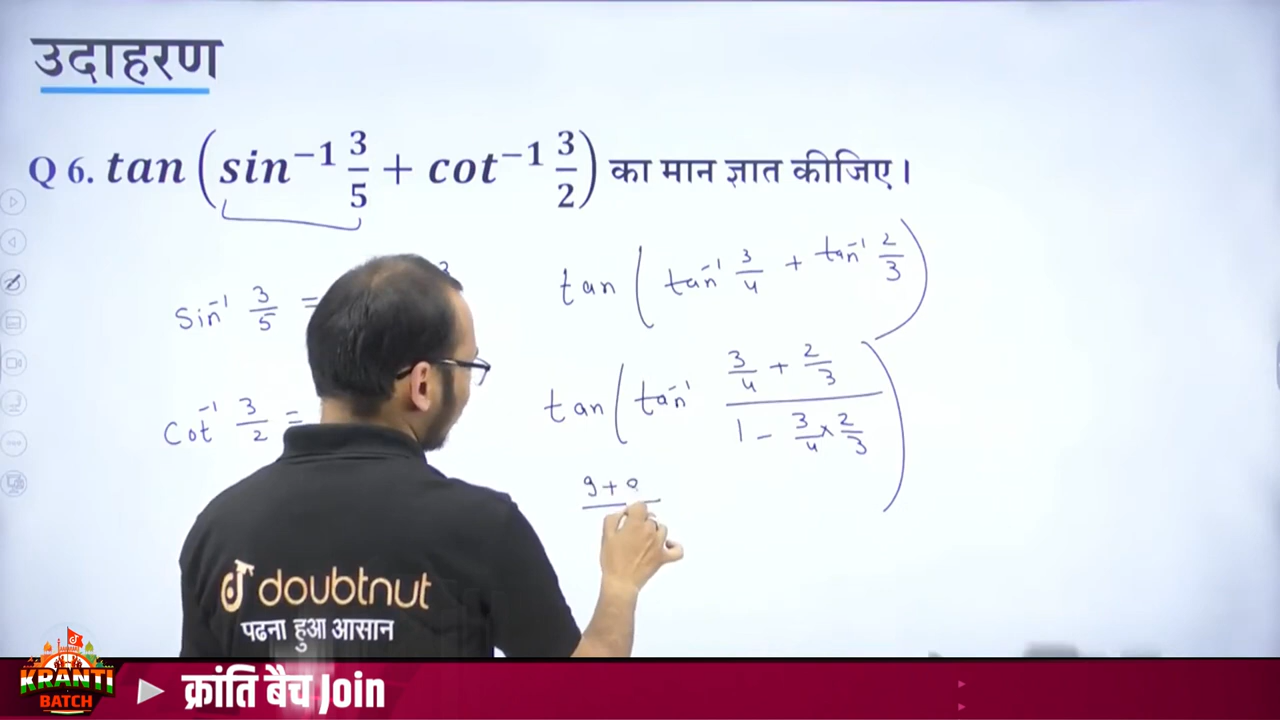 उदाहरण
Q 6. tan (sin⁻¹ 3/5 + cot⁻¹ 3/2) का मान ज्ञात कीजिए।
tan ( tan⁻¹ 3/4 + tan⁻¹ 2/3 )
Sin⁻¹ 3/5 =
tan ( tan⁻¹ (3/4 + 2/3)/(1 - 3/4 × 2/3) )
Cot⁻¹ 3/2 =
9 +
doubtnut
पढना हुआ आसान
KRANTI
BATCH
क्रांति बैच Join